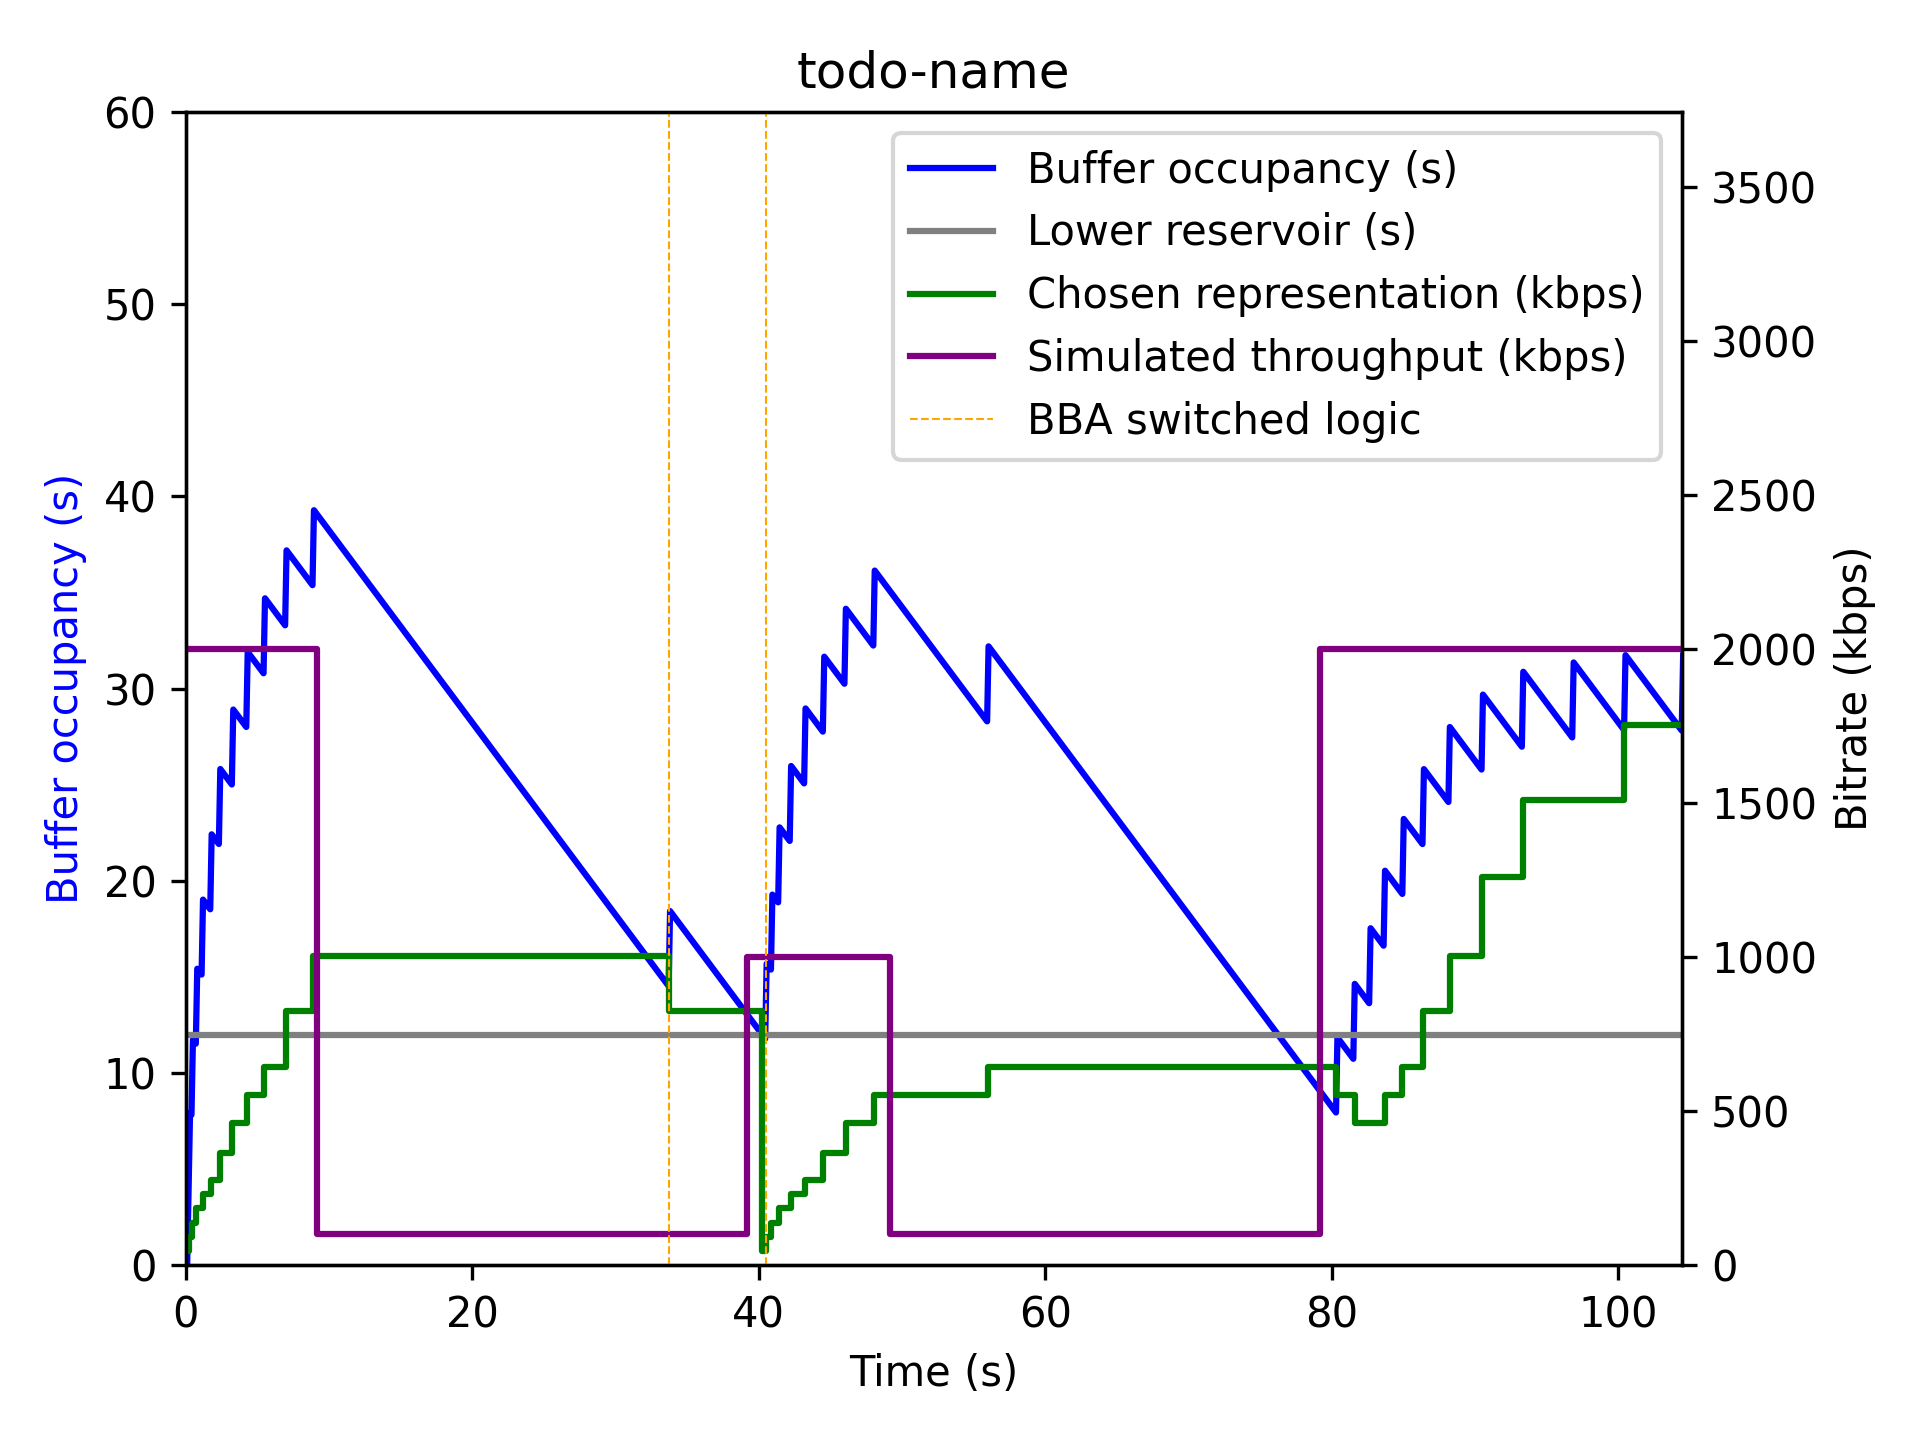 todo-name
60
50
40
30
20
10
0
Buffer occupancy (s)
Buffer occupancy (s)
Lower reservoir (s)
Chosen representation (kbps)
Simulated throughput (kbps)
BBA switched logic
3500
3000
2500
2000
1500
1000
500
0
Bitrate (kbps)
0 20 40 60 80 100
Time (s)